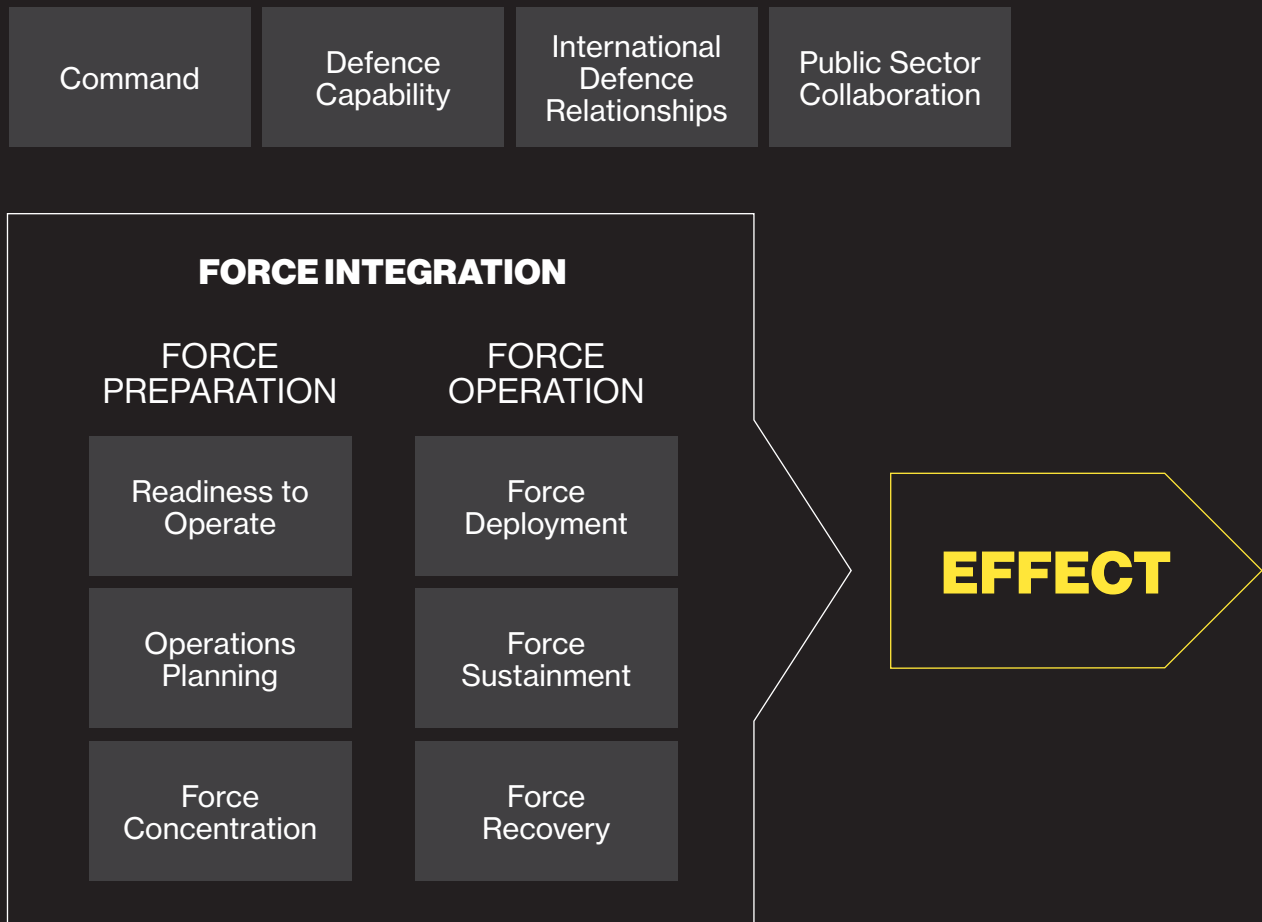 Command
Defence
Capability
International
Defence
Relationships
Public Sector
Collaboration
FORCE INTEGRATION
FORCE
PREPARATION
FORCE
OPERATION
Readiness to
Operate
Force
Deployment
Operations
Planning
Force
Sustainment
Force
Concentration
Force
Recovery
EFFECT